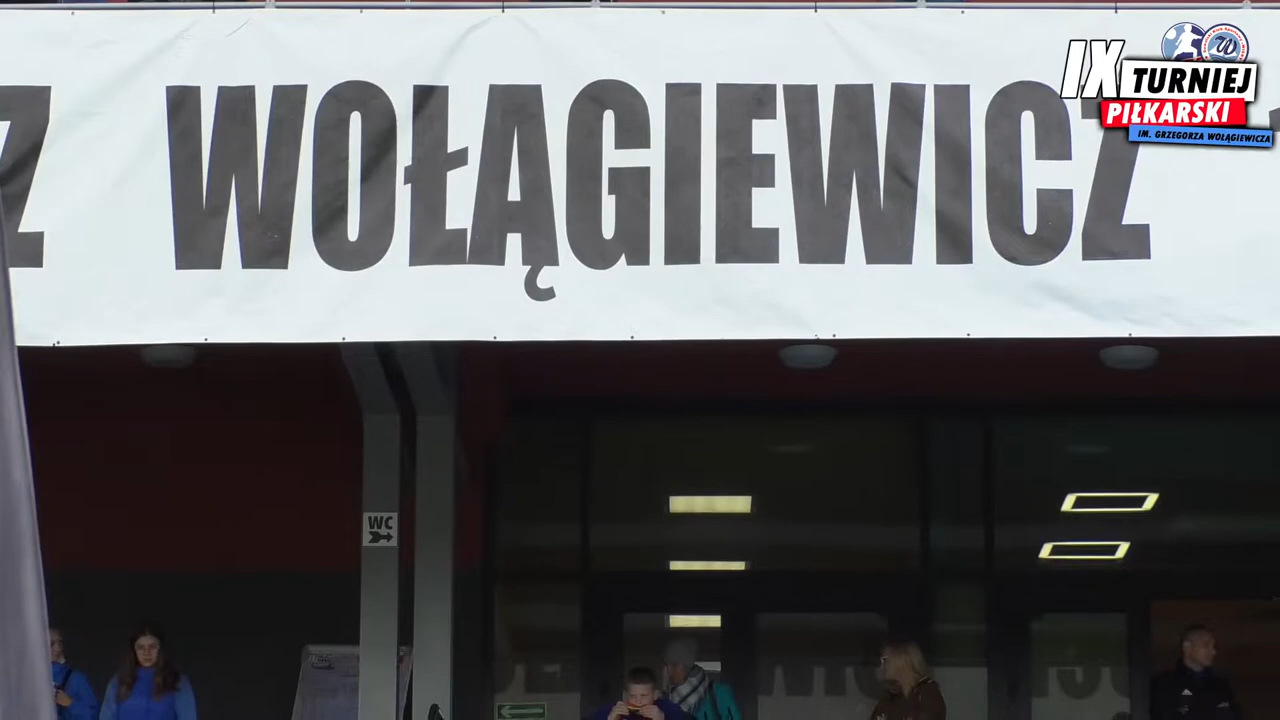 Z WOŁĄGIEWICZ
IX TURNIEJ
PIŁKARSKI
IM. GRZEGORZA WOŁĄGIEWICZA
WC